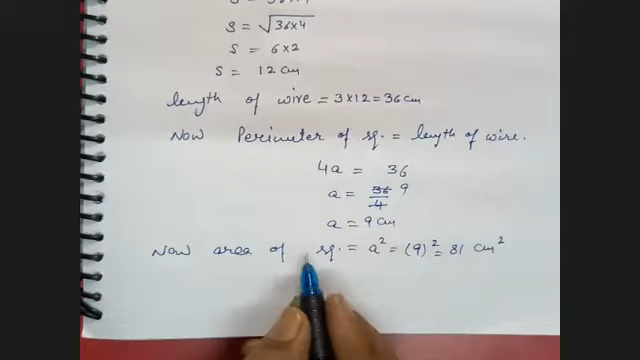 S = √36×4
S = 6×2
S = 12 cm
length of wire = 3×12 = 36 cm
Now Perimeter of sq. = length of wire.
4a = 36
a = 36/4 9
a = 9 cm
Now area of sq. = a² = (9)² = 81 cm²